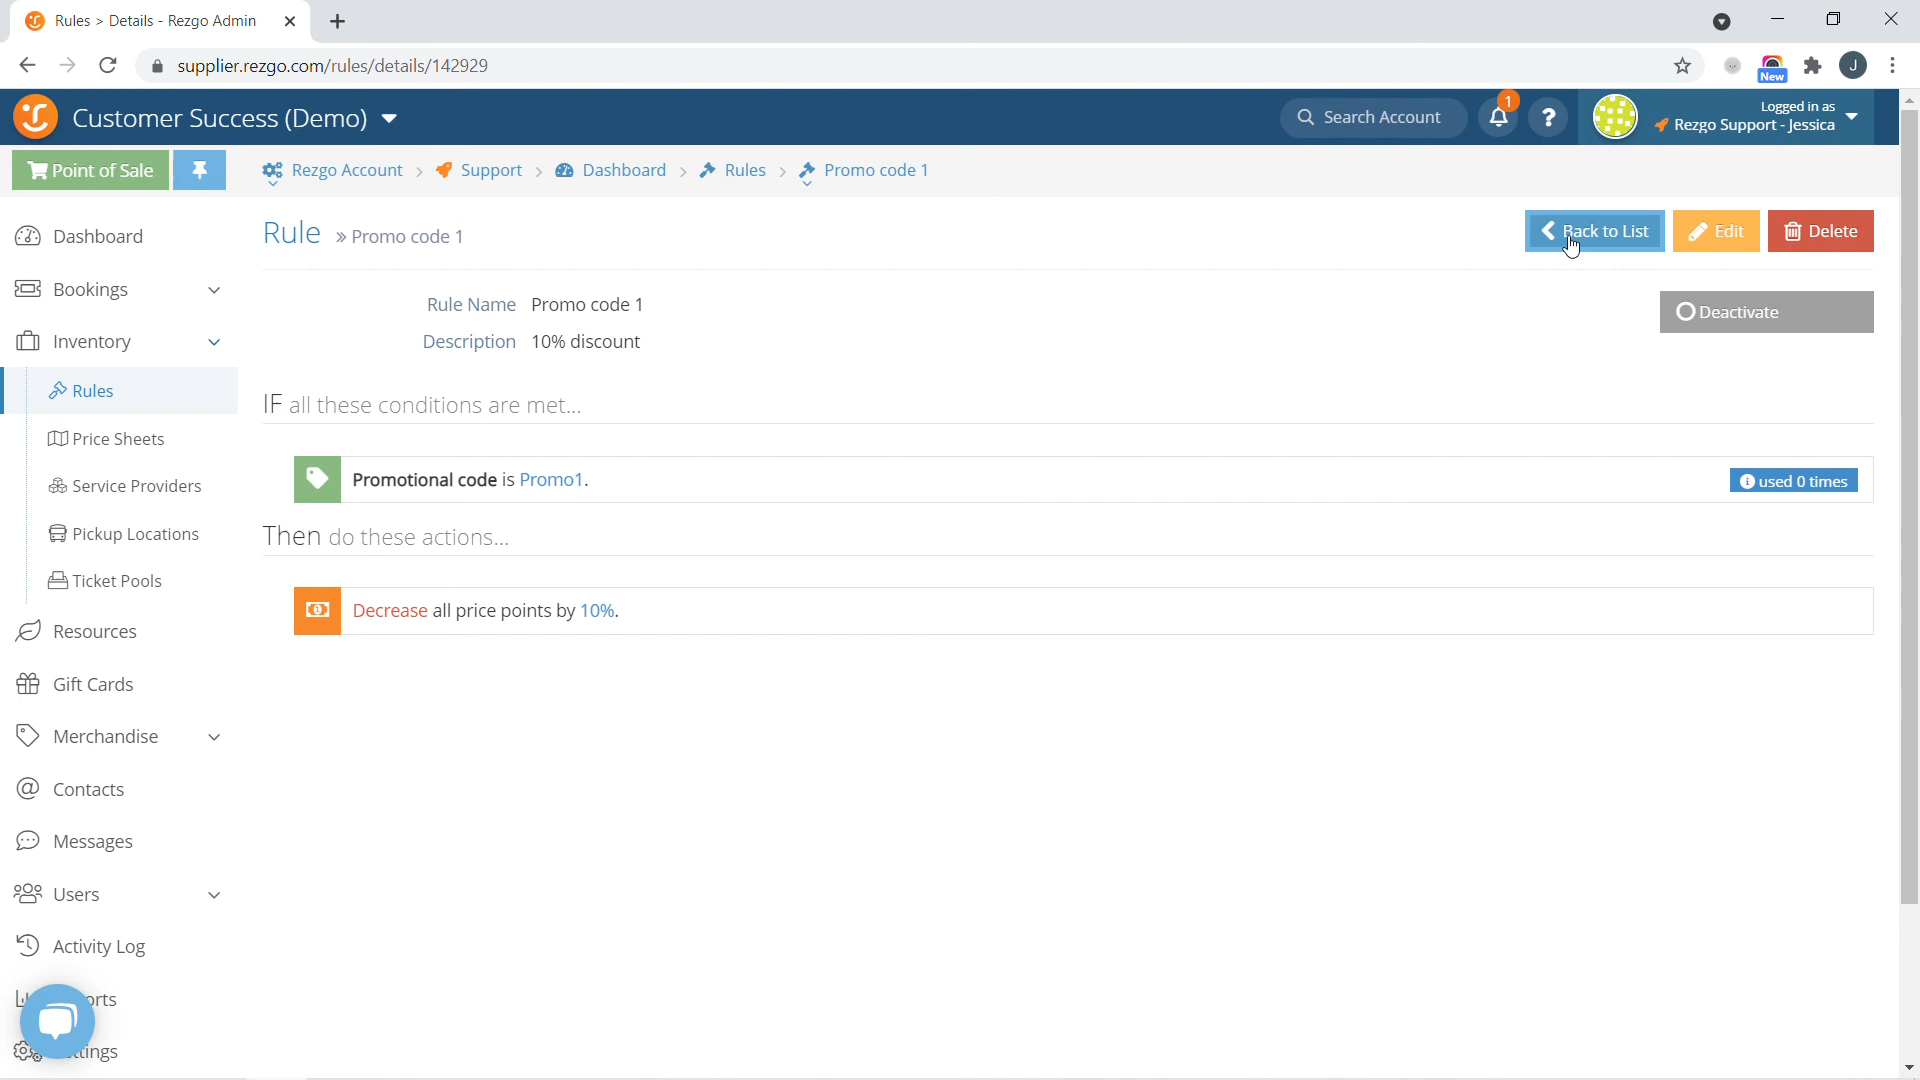 Rules > Details - Rezgo Admin
supplier.rezgo.com/rules/details/142929
New
J
Customer Success (Demo)
Search Account
1
?
Logged in as
Rezgo Support - Jessica
Point of Sale
Rezgo Account > Support > Dashboard > Rules > Promo code 1
Dashboard
Bookings
Inventory
Rules
Price Sheets
Service Providers
Pickup Locations
Ticket Pools
Resources
Gift Cards
Merchandise
Contacts
Messages
Users
Activity Log
Rule » Promo code 1
Back to List
Edit
Delete
Rule Name Promo code 1
Deactivate
Description 10% discount
IF all these conditions are met...
Promotional code is Promo1.
used 0 times
Then do these actions...
Decrease all price points by 10%.